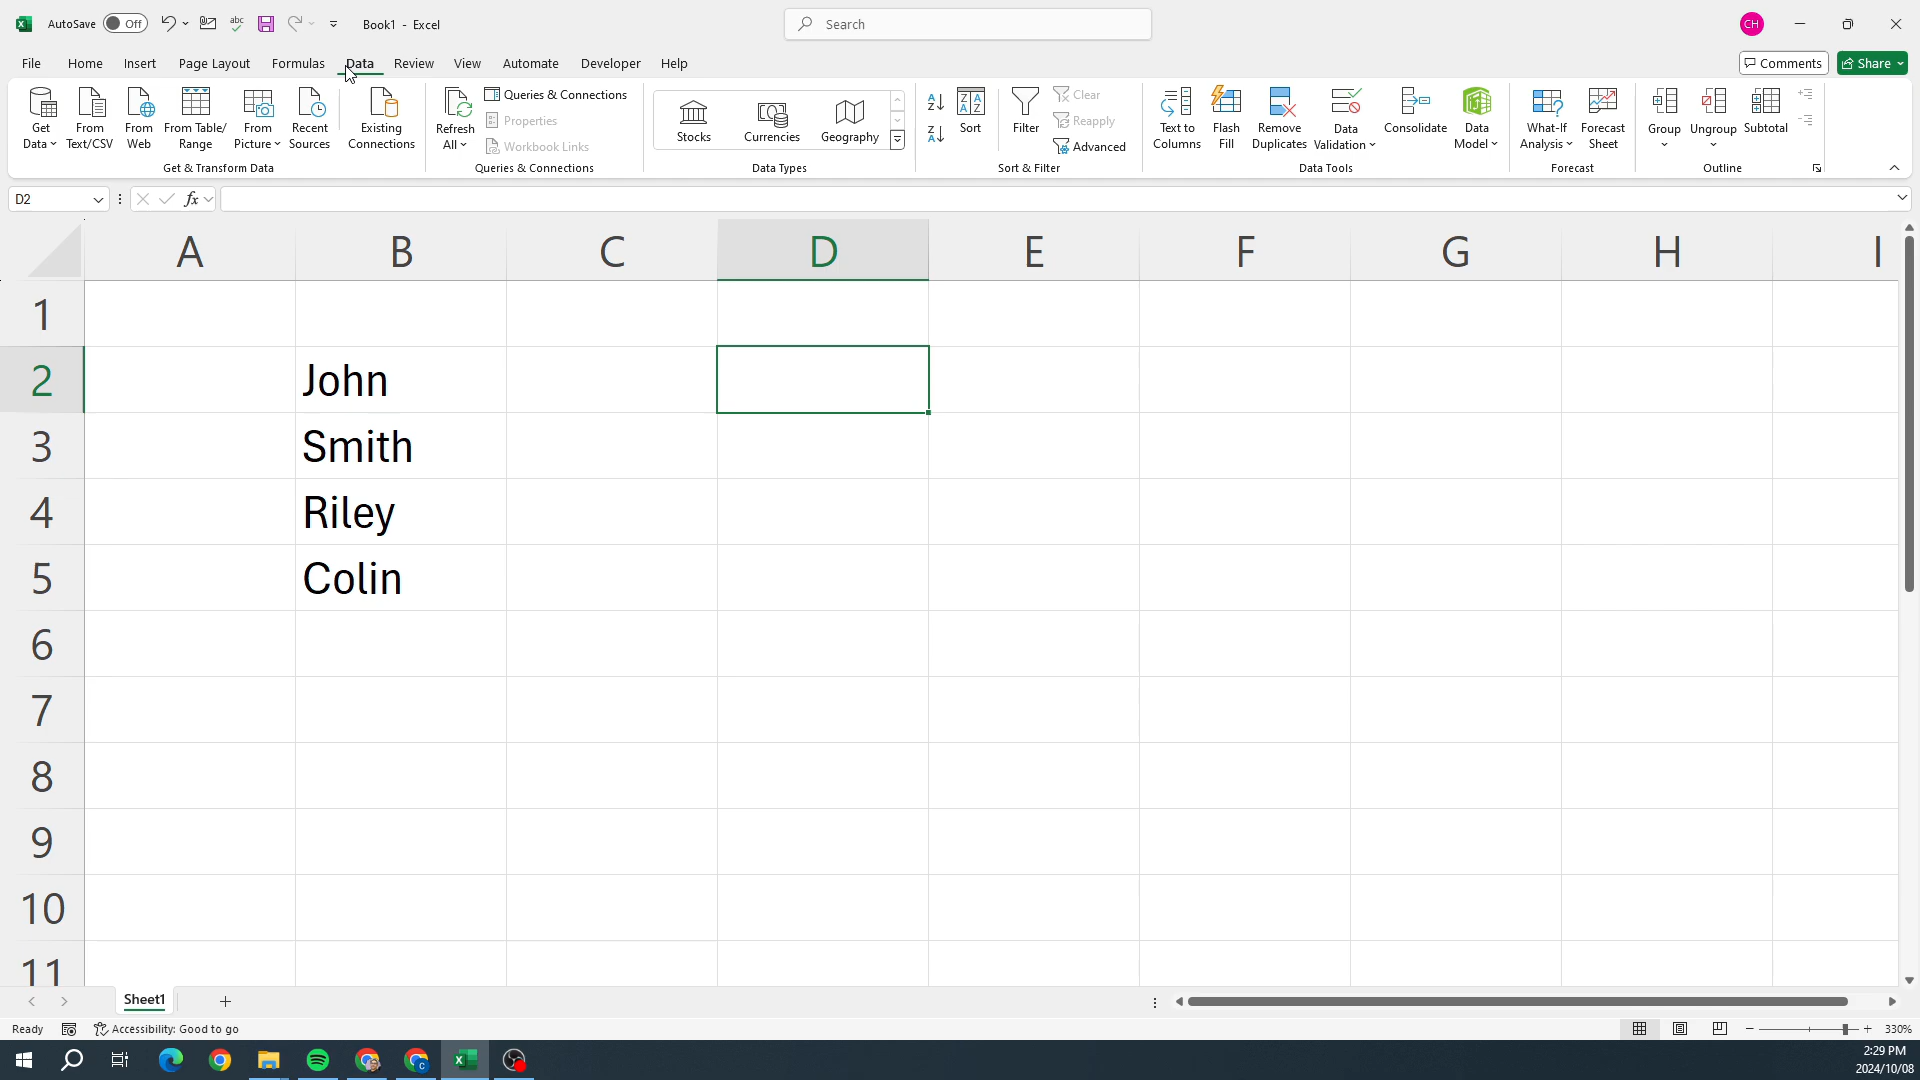 AutoSave Off abc Book1 - Excel Search CH
File Home Insert Page Layout Formulas Data Review View Automate Developer Help Comments Share
Get Data From Text/CSV From Web From Table/ Range From Picture Recent Sources Existing Connections
Get & Transform Data
Refresh All Queries & Connections
Properties
Workbook Links
Queries & Connections
Stocks Currencies Geography
Data Types
Sort Filter Clear
Reapply
Advanced
Sort & Filter
Text to Columns Flash Fill Remove Duplicates Data Validation Consolidate Data Model
Data Tools
What-If Analysis Forecast Sheet
Forecast
Group Ungroup Subtotal
Outline
D2 fx
A B C D E F G H I
1
2 John
3 Smith
4 Riley
5 Colin
6
7
8
9
10
11
Sheet1
Ready Accessibility: Good to go 330%
2:29 PM
2024/10/08